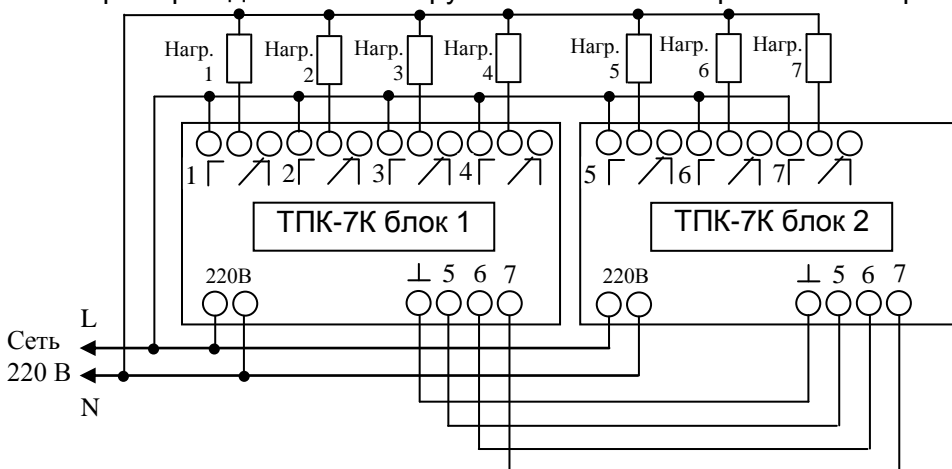 Нагр. 1
Нагр. 2
Нагр. 3
Нагр. 4
Нагр. 5
Нагр. 6
Нагр. 7
1 2 3 4 5 6 7
ТПК-7К блок 1
ТПК-7К блок 2
220В ⊥ 5 6 7
220В ⊥ 5 6 7
L
Сеть
220 В
N